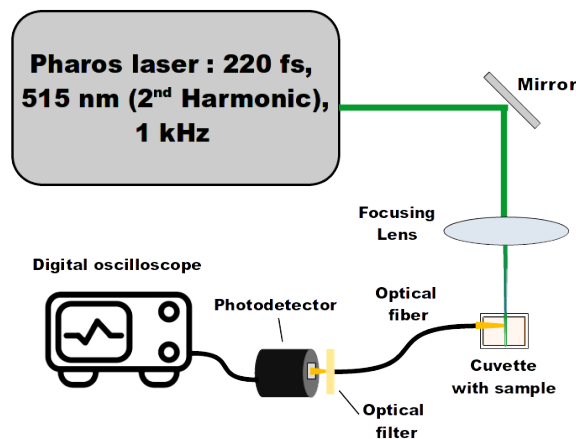 Pharos laser : 220 fs,
515 nm (2nd Harmonic),
1 kHz
Mirror
Focusing
Lens
Digital oscilloscope
Photodetector
Optical
fiber
Cuvette
with sample
Optical
filter